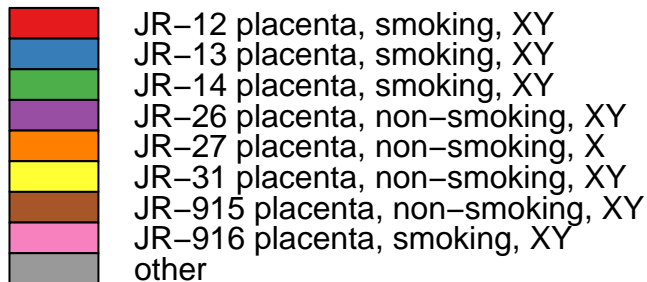 JR−12 placenta, smoking, XY
JR−13 placenta, smoking, XY
JR−14 placenta, smoking, XY
JR−26 placenta, non−smoking, XY
JR−27 placenta, non−smoking, X
JR−31 placenta, non−smoking, XY
JR−915 placenta, non−smoking, XY
JR−916 placenta, smoking, XY
other